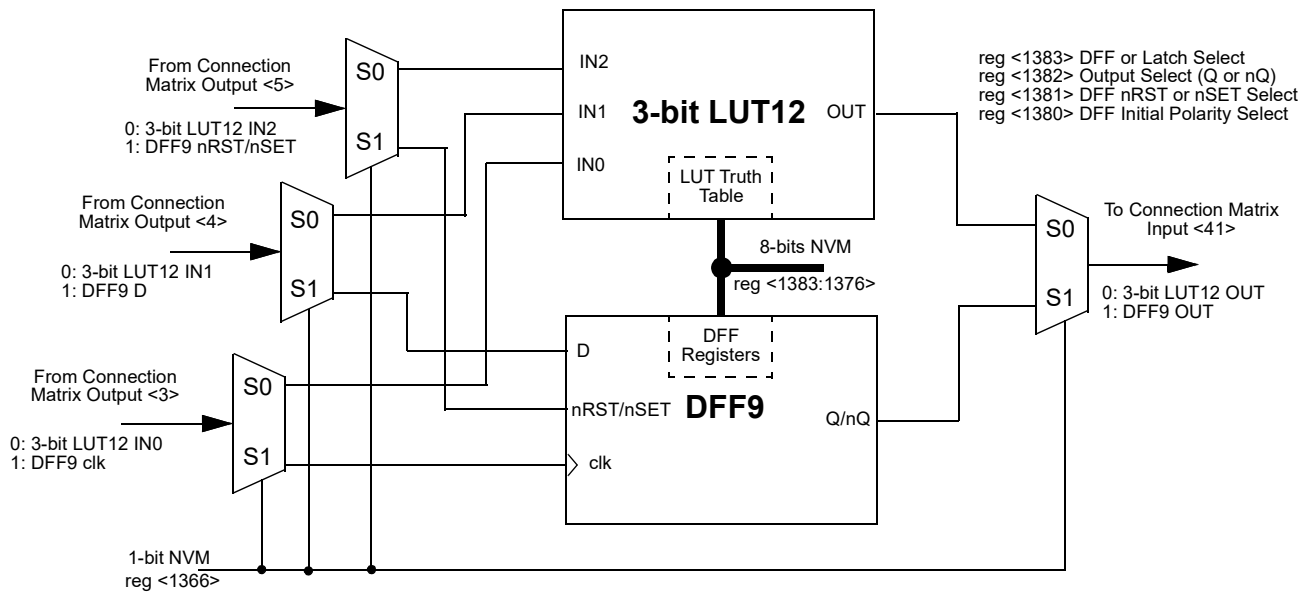 From Connection
Matrix Output <5>
0: 3-bit LUT12 IN2
1: DFF9 nRST/nSET
S0
S1
From Connection
Matrix Output <4>
0: 3-bit LUT12 IN1
1: DFF9 D
S0
S1
From Connection
Matrix Output <3>
0: 3-bit LUT12 IN0
1: DFF9 clk
S0
S1
1-bit NVM
reg <1366>
IN2
IN1
IN0
3-bit LUT12
OUT
LUT Truth
Table
8-bits NVM
reg <1383:1376>
DFF
Registers
D
nRST/nSET
DFF9
Q/nQ
clk
reg <1383> DFF or Latch Select
reg <1382> Output Select (Q or nQ)
reg <1381> DFF nRST or nSET Select
reg <1380> DFF Initial Polarity Select
S0
S1
To Connection Matrix
Input <41>
0: 3-bit LUT12 OUT
1: DFF9 OUT